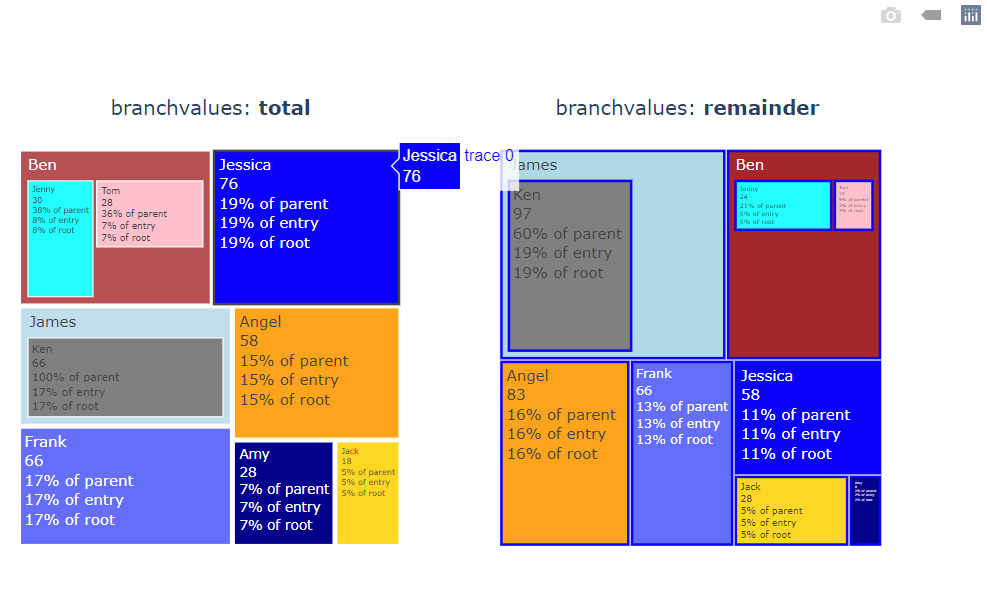 branchvalues: total
Ben
Jenny
30
38% of parent
8% of entry
8% of root
Tom
28
36% of parent
7% of entry
7% of root
Jessica
76
19% of parent
19% of entry
19% of root
Jessica
76
trace 0
James
Ken
66
100% of parent
17% of entry
17% of root
Angel
58
15% of parent
15% of entry
15% of root
Frank
66
17% of parent
17% of entry
17% of root
Amy
28
7% of parent
7% of entry
7% of root
Jack
18
5% of parent
5% of entry
5% of root
branchvalues: remainder
James
Ken
97
60% of parent
19% of entry
19% of root
Ben
Jenny
24
21% of parent
5% of entry
5% of root
Tom
Angel
83
16% of parent
16% of entry
16% of root
Frank
66
13% of parent
13% of entry
13% of root
Jessica
58
11% of parent
11% of entry
11% of root
Jack
28
5% of parent
5% of entry
5% of root
Amy